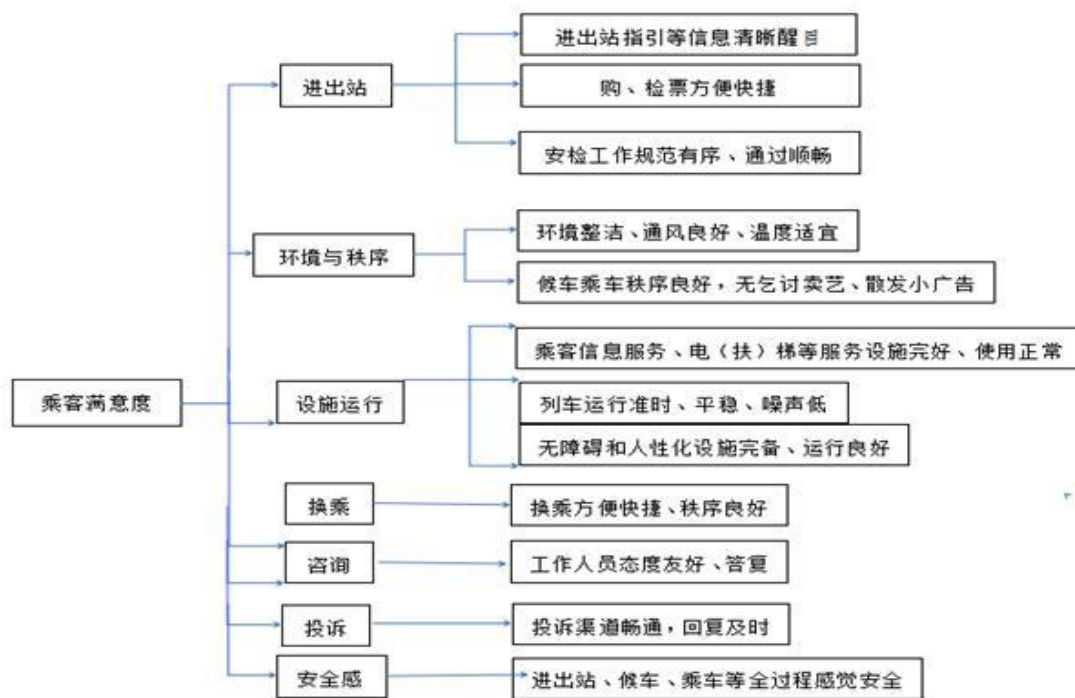 乘客满意度
进出站
进出站指引等信息清晰醒
购、检票方便快捷
安检工作规范有序、通过顺畅
环境与秩序
环境整洁、通风良好、温度适宜
候车乘车秩序良好，无乞讨卖艺、散发小广告
设施运行
乘客信息服务、电（扶）梯等服务设施完好、使用正常
列车运行准时、平稳、噪声低
无障碍和人性化设施完备、运行良好
换乘
换乘方便快捷、秩序良好
咨询
工作人员态度友好、答复
投诉
投诉渠道畅通，回复及时
安全感
进出站、候车、乘车等全过程感觉安全